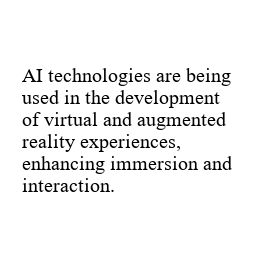 AI technologies are being
used in the development
of virtual and augmented
reality experiences,
enhancing immersion and
interaction.